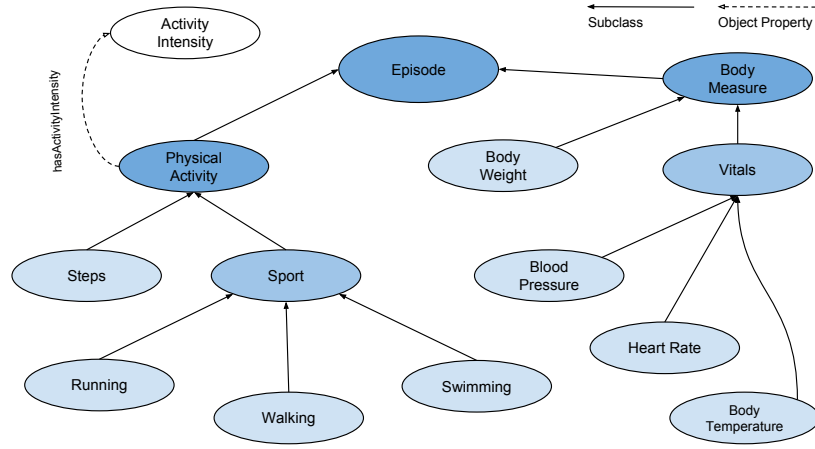 Activity
Intensity
Subclass
Object Property
Episode
Body
Measure
hasActivityIntensity
Physical
Activity
Body
Weight
Vitals
Steps
Sport
Blood
Pressure
Heart Rate
Running
Walking
Swimming
Body
Temperature